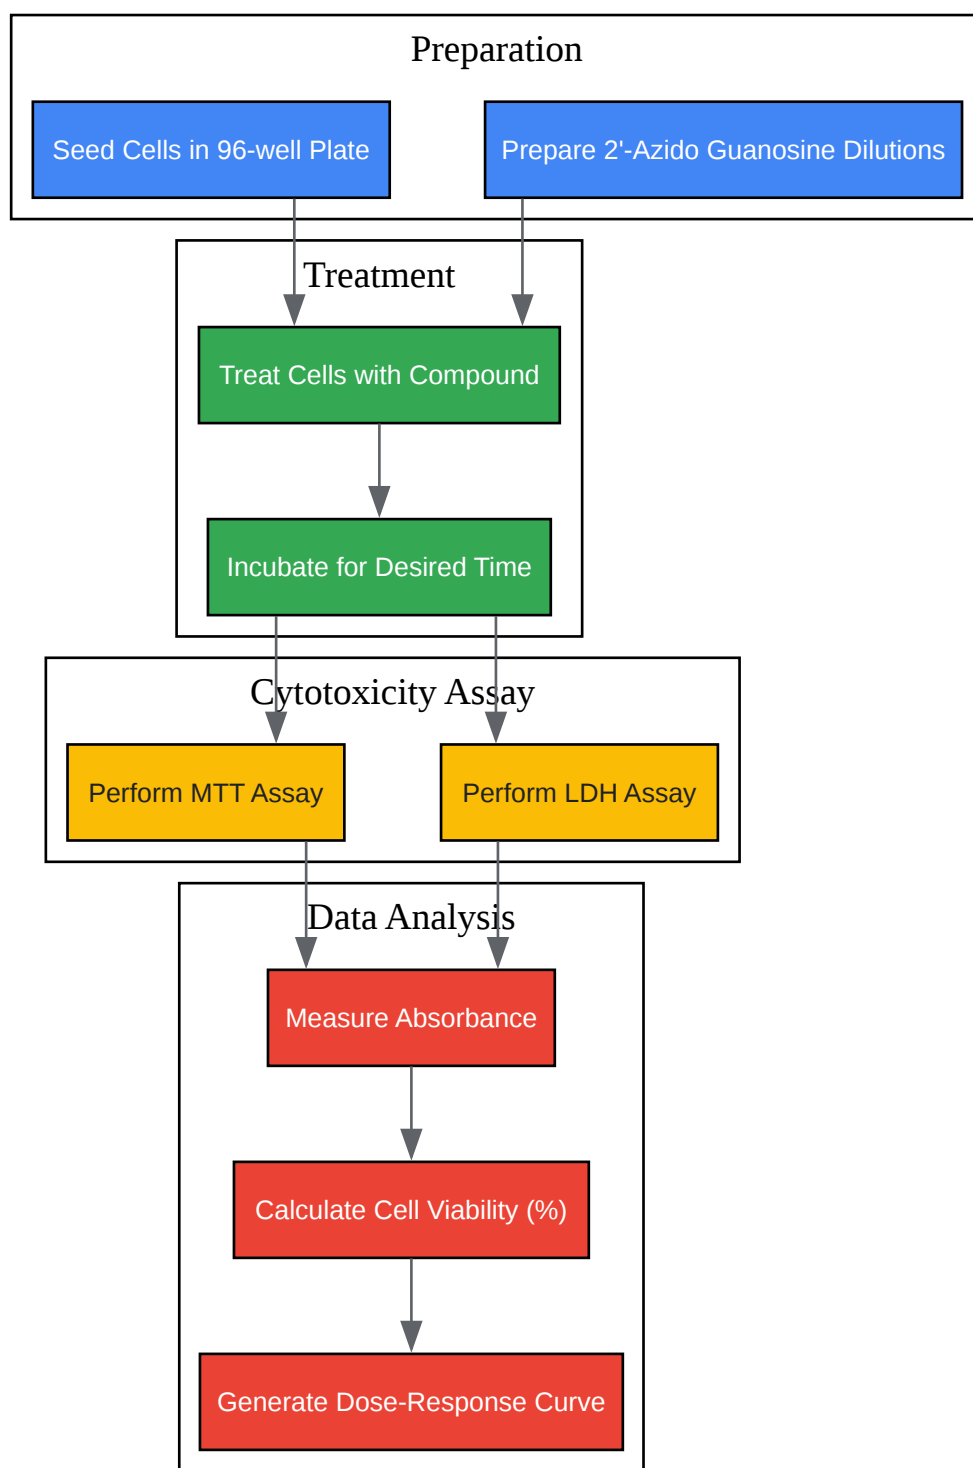 Preparation
Seed Cells in 96-well Plate
Prepare 2'-Azido Guanosine Dilutions
Treatment
Treat Cells with Compound
Incubate for Desired Time
Cytotoxicity Assay
Perform MTT Assay
Perform LDH Assay
Data Analysis
Measure Absorbance
Calculate Cell Viability (%)
Generate Dose-Response Curve